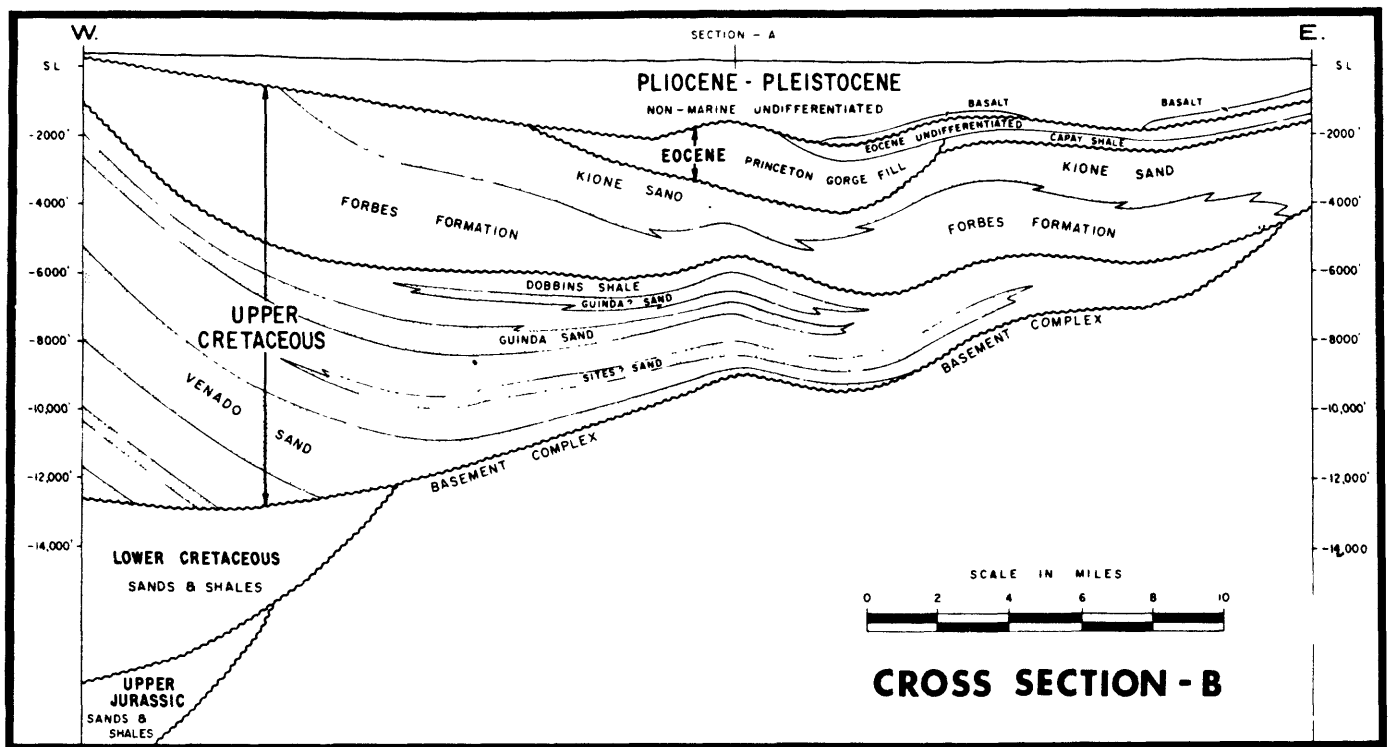 W.
SECTION - A
E.
SL
SL
PLIOCENE - PLEISTOCENE
NON-MARINE UNDIFFERENTIATED
BASALT
BASALT
-2000'
-2000'
EOCENE UNDIFFERENTIATED
CAPAY SHALE
EOCENE
PRINCETON GORGE FILL
KIONE SAND
KIONE SAND
-4000'
-4000'
FORBES FORMATION
FORBES FORMATION
-6000'
-6000'
DOBBINS SHALE
GUINDA? SAND
UPPER
CRETACEOUS
GUINDA SAND
-8000'
-8000'
SITES? SAND
BASEMENT COMPLEX
VENADO SAND
-10,000'
-10,000'
BASEMENT COMPLEX
-12,000'
-12,000'
-14,000'
-14,000'
LOWER CRETACEOUS
SANDS & SHALES
SCALE IN MILES
0 2 4 6 8 10
UPPER
JURASSIC
SANDS &
SHALES
CROSS SECTION - B